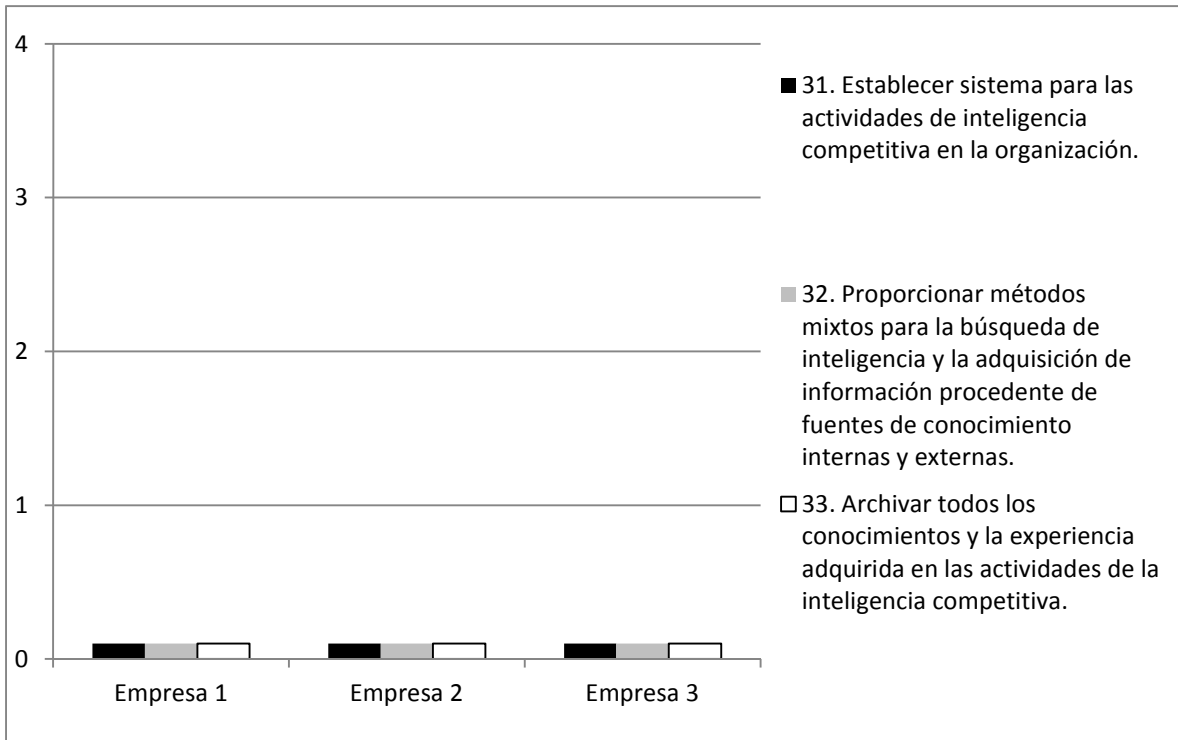 4
3
2
1
0
Empresa 1
Empresa 2
Empresa 3
31. Establecer sistema para las
actividades de inteligencia
competitiva en la organización.
32. Proporcionar métodos
mixtos para la búsqueda de
inteligencia y la adquisición de
información procedente de
fuentes de conocimiento
internas y externas.
33. Archivar todos los
conocimientos y la experiencia
adquirida en las actividades de la
inteligencia competitiva.